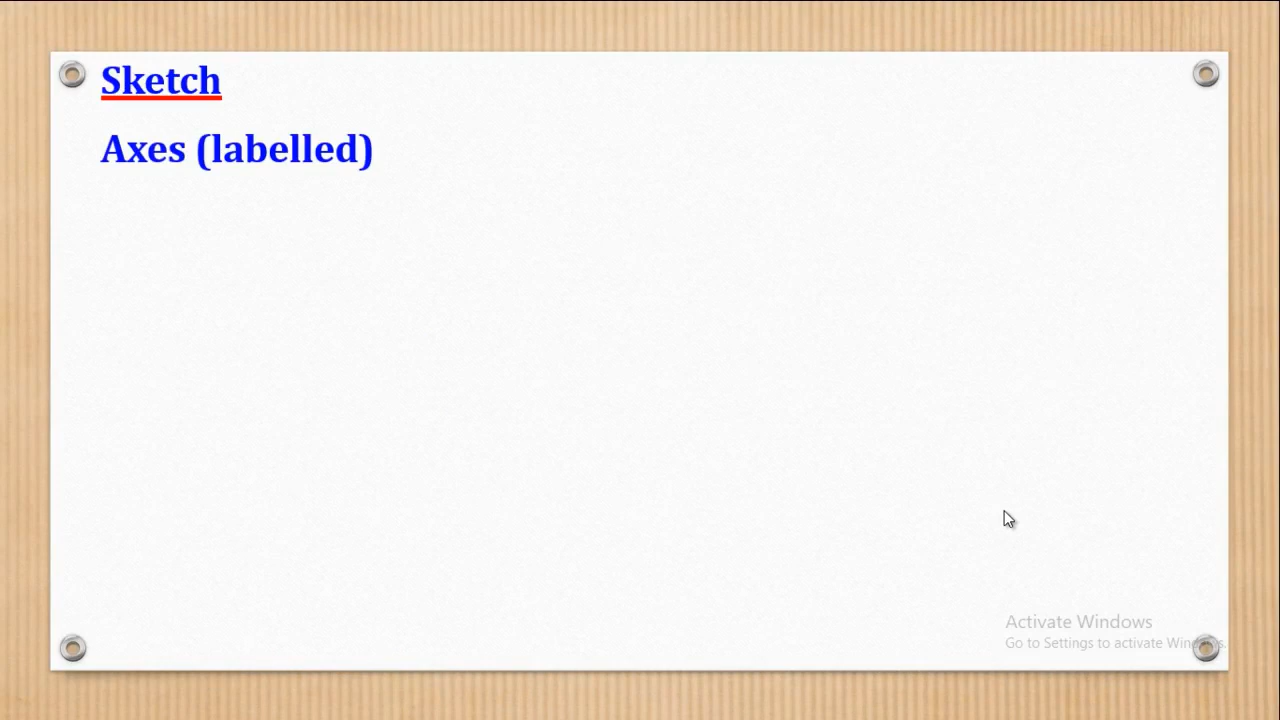 Sketch
Axes (labelled)
Activate Windows
Go to Settings to activate Windows.